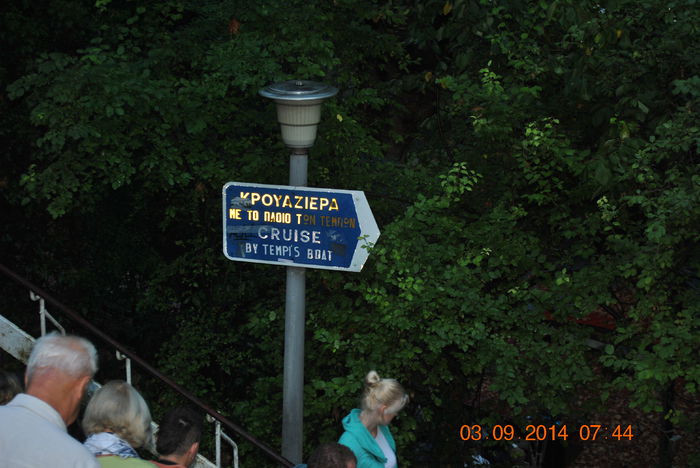 ΚΡΟΥΑΖΙΕΡΑ
ΜΕ ΤΟ ΠΛΟΙΟ ΤΩΝ ΤΕΜΠΩΝ
CRUISE
BY TEMPI'S BOAT
03.09.2014 07:44